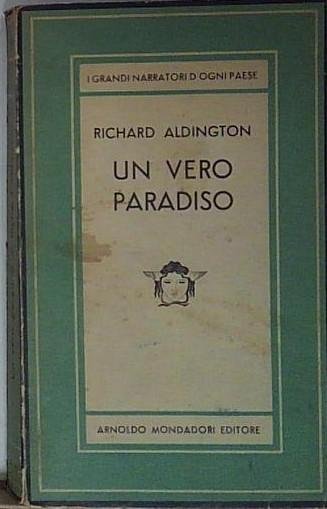 I GRANDI NARRATORI D'OGNI PAESE
RICHARD ALDINGTON
UN VERO
PARADISO
ARNOLDO MONDADORI EDITORE